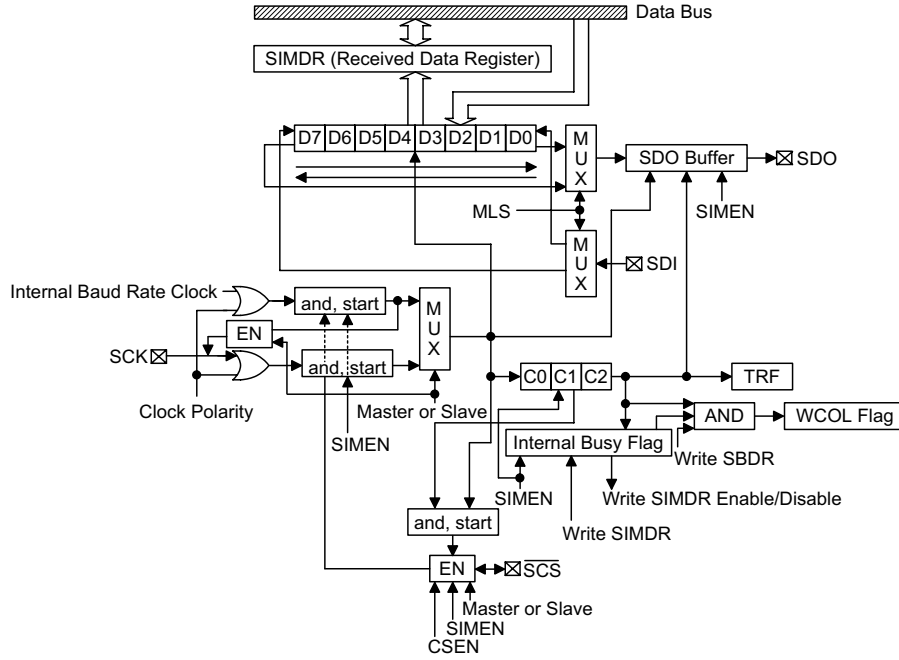 Data Bus
SIMDR (Received Data Register)
D7 D6 D5 D4 D3 D2 D1 D0
MUX
SDO Buffer
SDO
MLS
SIMEN
MUX
SDI
Internal Baud Rate Clock
and, start
MUX
EN
SCK
and, start
C0 C1 C2
TRF
Clock Polarity
Master or Slave
AND
WCOL Flag
SIMEN
Internal Busy Flag
Write SBDR
SIMEN
Write SIMDR Enable/Disable
and, start
Write SIMDR
EN
SCS
Master or Slave
SIMEN
CSEN